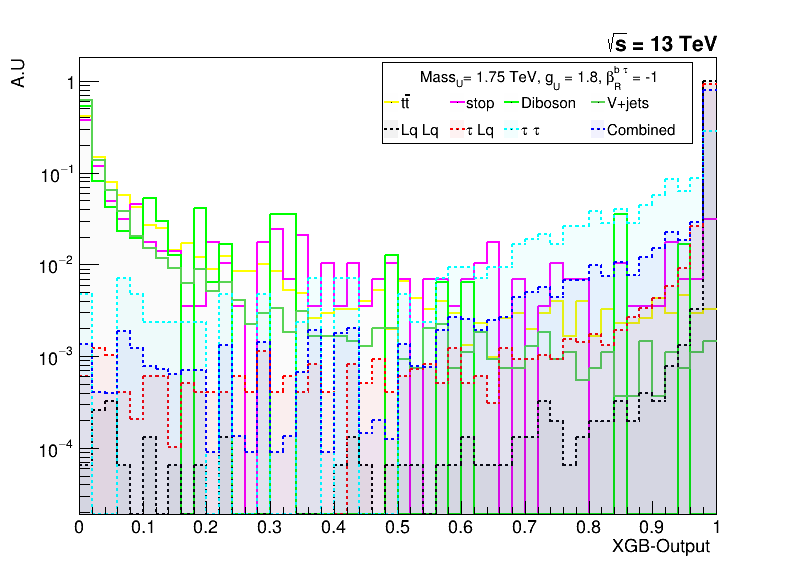 √s = 13 TeV
A.U
Mass_U= 1.75 TeV, g_U = 1.8, β_R^{b τ} = -1
tt̄ stop Diboson V+jets
Lq Lq τ Lq τ τ Combined
1
10⁻¹
10⁻²
10⁻³
10⁻⁴
0 0.1 0.2 0.3 0.4 0.5 0.6 0.7 0.8 0.9 1
XGB-Output